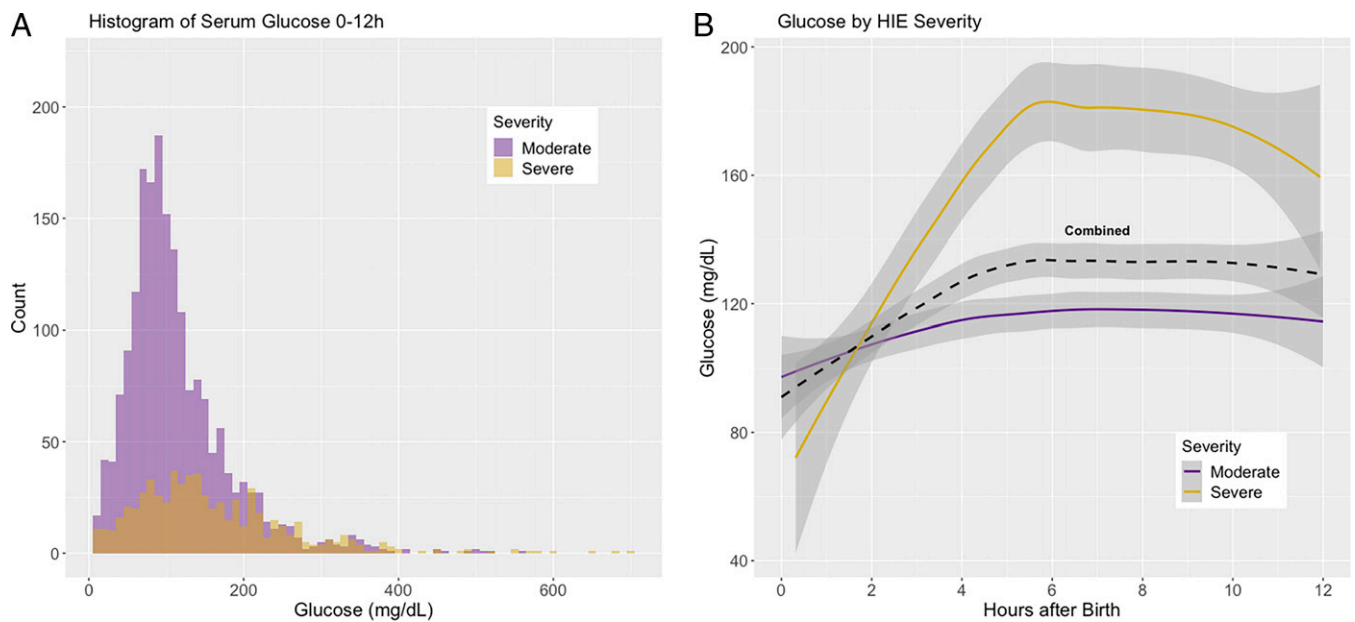 A
Histogram of Serum Glucose 0-12h
200
150
100
50
0
Count
Severity
Moderate
Severe
0 200 400 600
Glucose (mg/dL)
B
Glucose by HIE Severity
200
160
120
80
40
Glucose (mg/dL)
Combined
Severity
Moderate
Severe
0 2 4 6 8 10 12
Hours after Birth